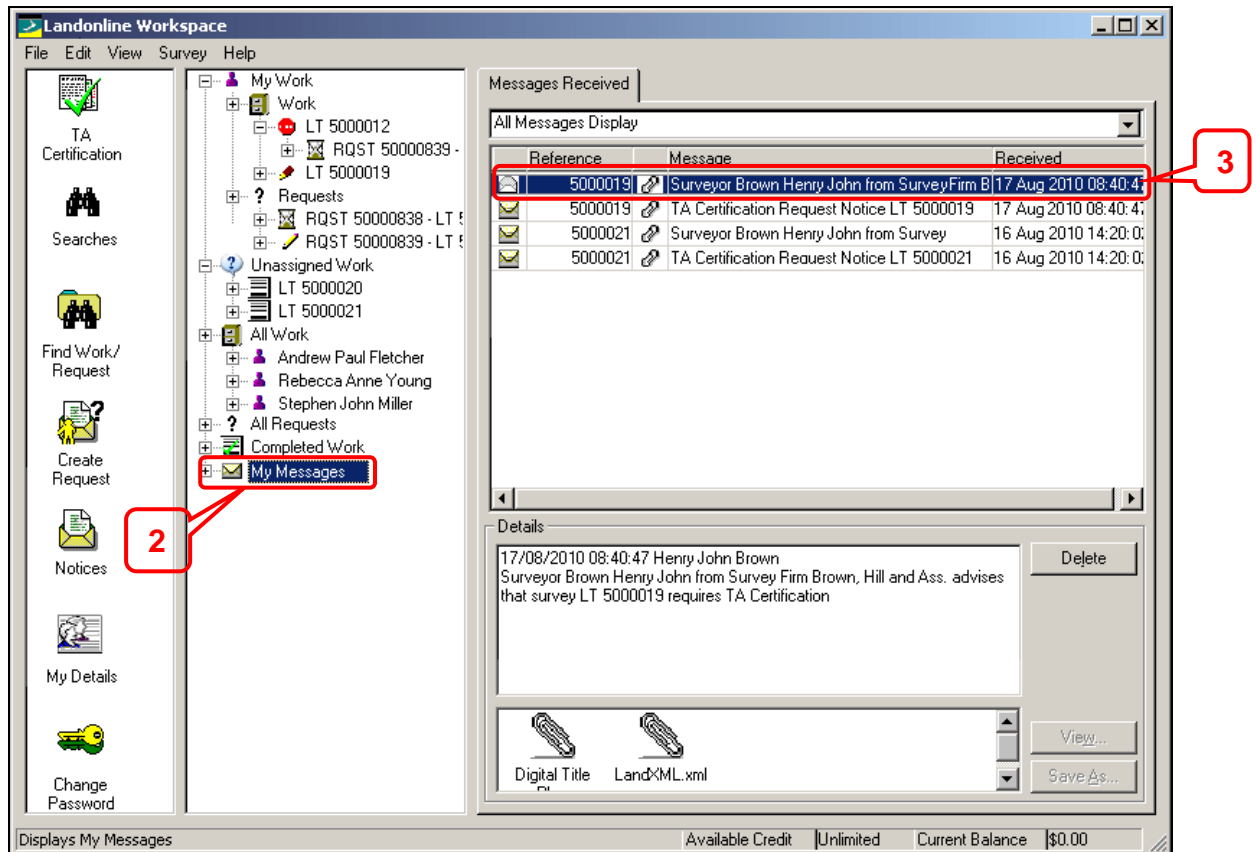 Landonline Workspace
File Edit View Survey Help
TA
Certification
Searches
Find Work/
Request
Create
Request
Notices
My Details
Change
Password
My Work
Work
LT 5000012
RQST 50000839 -
LT 5000019
? Requests
RQST 50000838 - LT 5
RQST 50000839 - LT 5
Unassigned Work
LT 5000020
LT 5000021
All Work
Andrew Paul Fletcher
Rebecca Anne Young
Stephen John Miller
? All Requests
Completed Work
My Messages
2
Messages Received
All Messages Display
Reference Message Received
5000019 Surveyor Brown Henry John from SurveyFirm B 17 Aug 2010 08:40:47
5000019 TA Certification Request Notice LT 5000019 17 Aug 2010 08:40:47
5000021 Surveyor Brown Henry John from Survey 16 Aug 2010 14:20:02
5000021 TA Certification Request Notice LT 5000021 16 Aug 2010 14:20:02
3
Details
17/08/2010 08:40:47 Henry John Brown
Surveyor Brown Henry John from Survey Firm Brown, Hill and Ass. advises
that survey LT 5000019 requires TA Certification
Delete
Digital Title LandXML.xml
View...
Save As...
Displays My Messages Available Credit Unlimited Current Balance $0.00